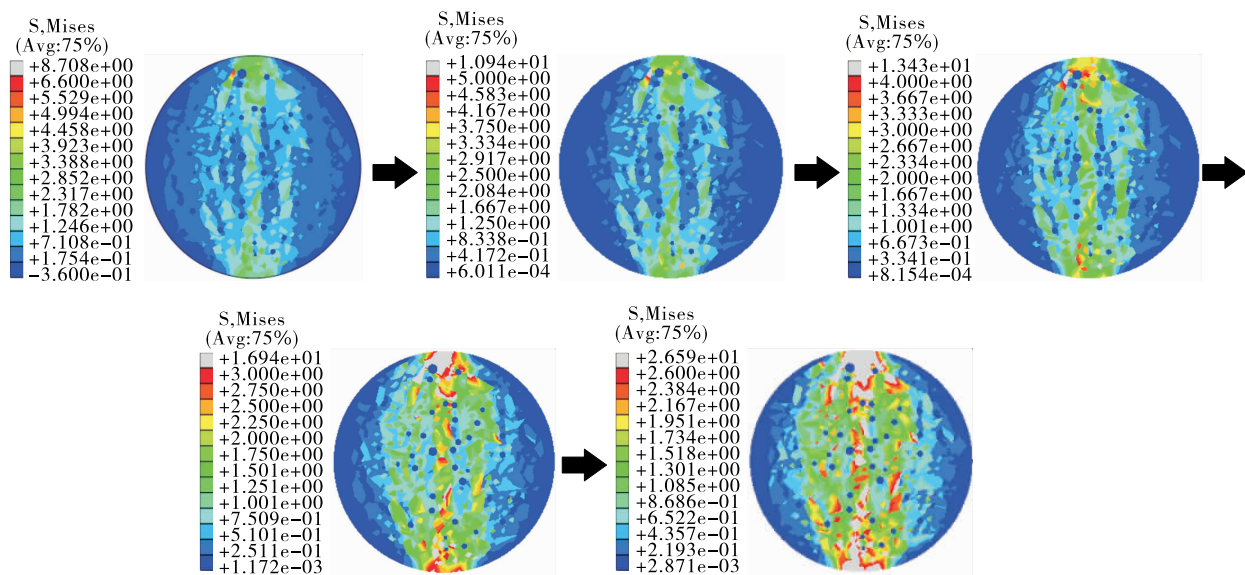 S,Mises
(Avg:75%)
+8.708e+00
+6.600e+00
+5.529e+00
+4.994e+00
+4.458e+00
+3.923e+00
+3.388e+00
+2.852e+00
+2.317e+00
+1.782e+00
+1.246e+00
+7.108e−01
+1.754e−01
−3.600e−01
S,Mises
(Avg:75%)
+1.094e+01
+5.000e+00
+4.583e+00
+4.167e+00
+3.750e+00
+3.334e+00
+2.917e+00
+2.500e+00
+2.084e+00
+1.667e+00
+1.250e+00
+8.338e−01
+4.172e−01
+6.011e−04
S,Mises
(Avg:75%)
+1.343e+01
+4.000e+00
+3.667e+00
+3.333e+00
+3.000e+00
+2.667e+00
+2.334e+00
+2.000e+00
+1.667e+00
+1.334e+00
+1.001e+00
+6.673e−01
+3.341e−01
+8.154e−04
S,Mises
(Avg:75%)
+1.694e+01
+3.000e+00
+2.750e+00
+2.500e+00
+2.250e+00
+2.000e+00
+1.750e+00
+1.501e+00
+1.251e+00
+1.001e+00
+7.509e−01
+5.101e−01
+2.511e−01
+1.172e−03
S,Mises
(Avg:75%)
+2.659e+01
+2.600e+00
+2.384e+00
+2.167e+00
+1.951e+00
+1.734e+00
+1.518e+00
+1.301e+00
+1.085e+00
+8.686e−01
+6.522e−01
+4.357e−01
+2.193e−01
+2.871e−03